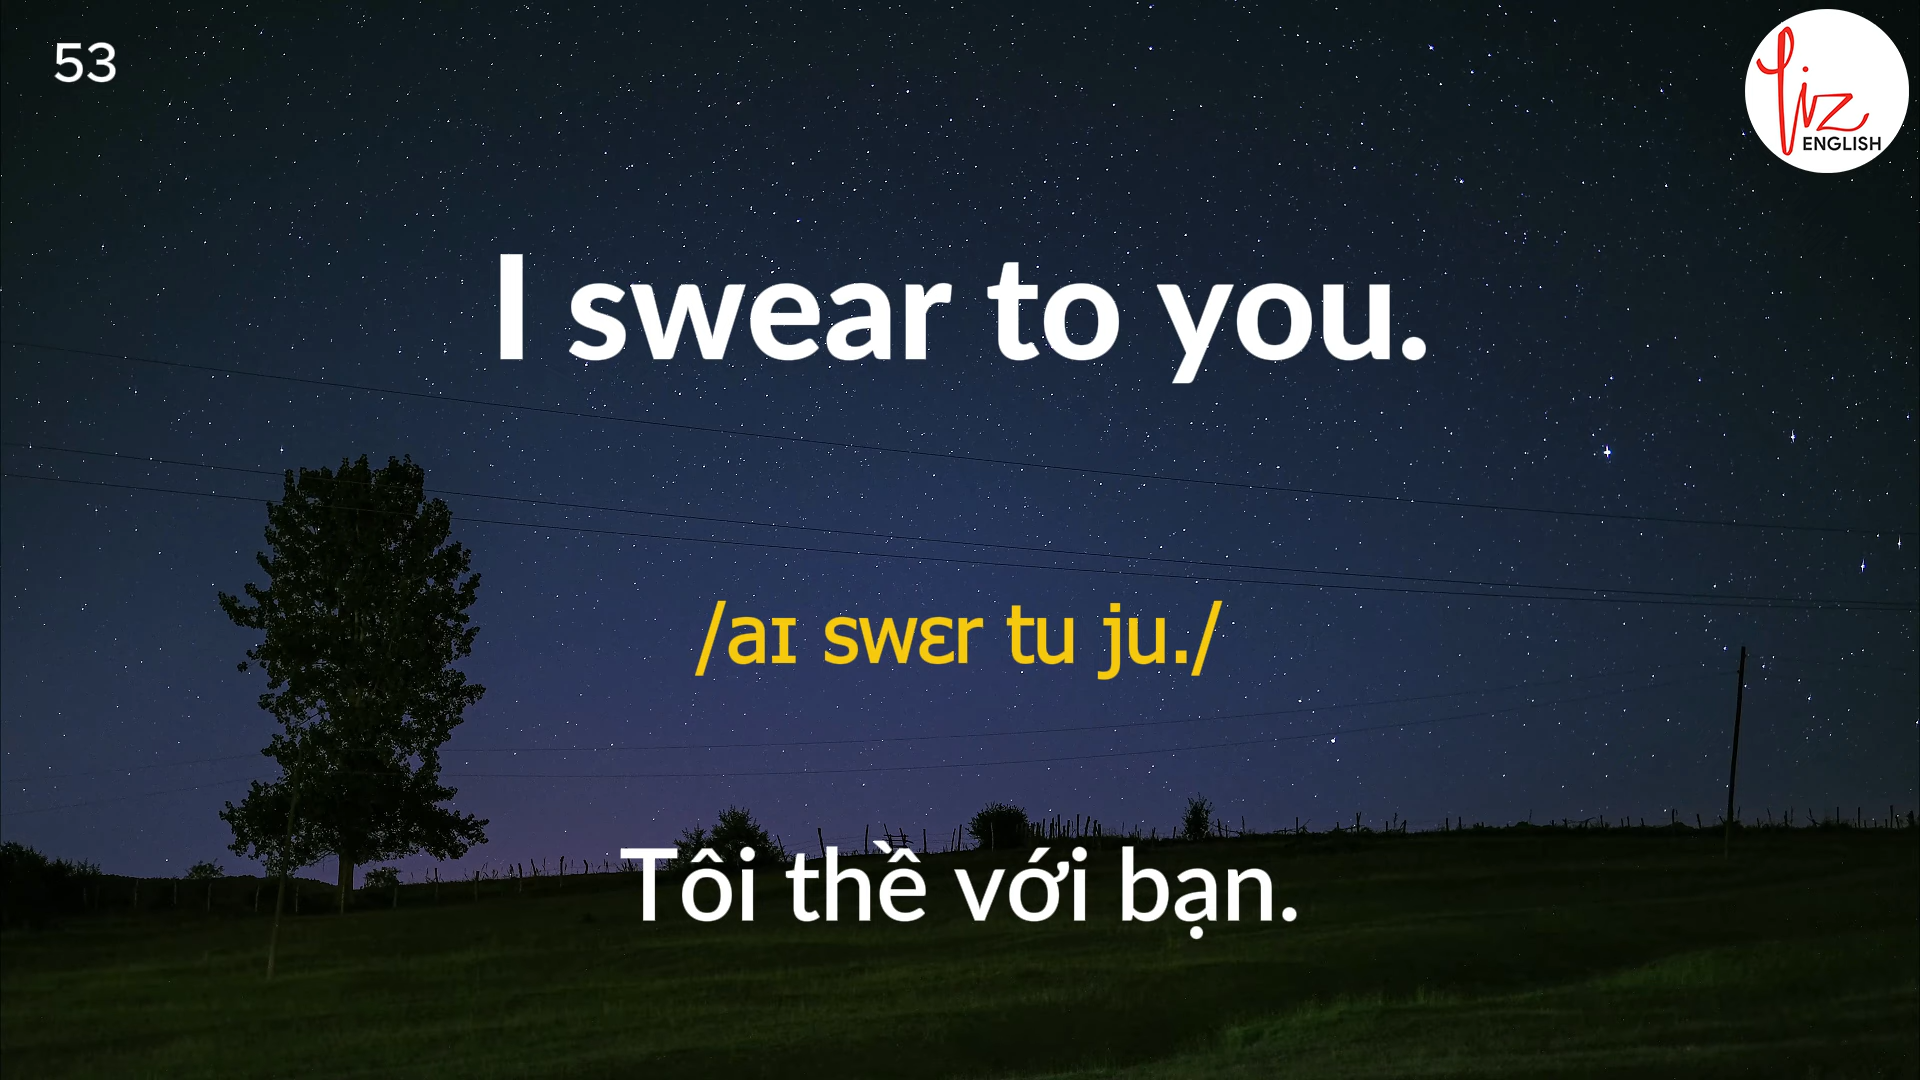 53
Liz
ENGLISH
I swear to you.
/aɪ swɛr tu ju./
Tôi thề với bạn.